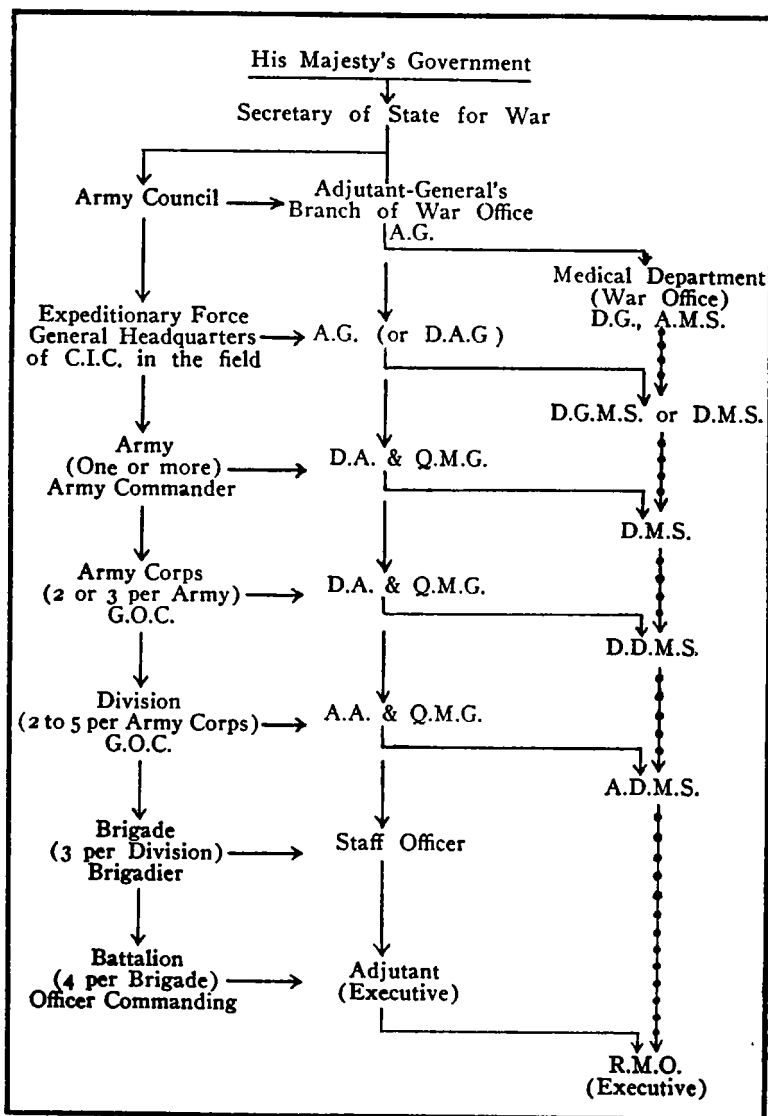 His Majesty's Government
Secretary of State for War
Army Council
Adjutant-General's
Branch of War Office
A.G.
Medical Department
(War Office)
D.G., A.M.S.
Expeditionary Force
General Headquarters
of C.I.C. in the field
A.G. (or D.A.G)
D.G.M.S. or D.M.S.
Army
(One or more)
Army Commander
D.A. & Q.M.G.
D.M.S.
Army Corps
(2 or 3 per Army)
G.O.C.
D.A. & Q.M.G.
D.D.M.S.
Division
(2 to 5 per Army Corps)
G.O.C.
A.A. & Q.M.G.
A.D.M.S.
Brigade
(3 per Division)
Brigadier
Staff Officer
Battalion
(4 per Brigade)
Officer Commanding
Adjutant
(Executive)
R.M.O.
(Executive)